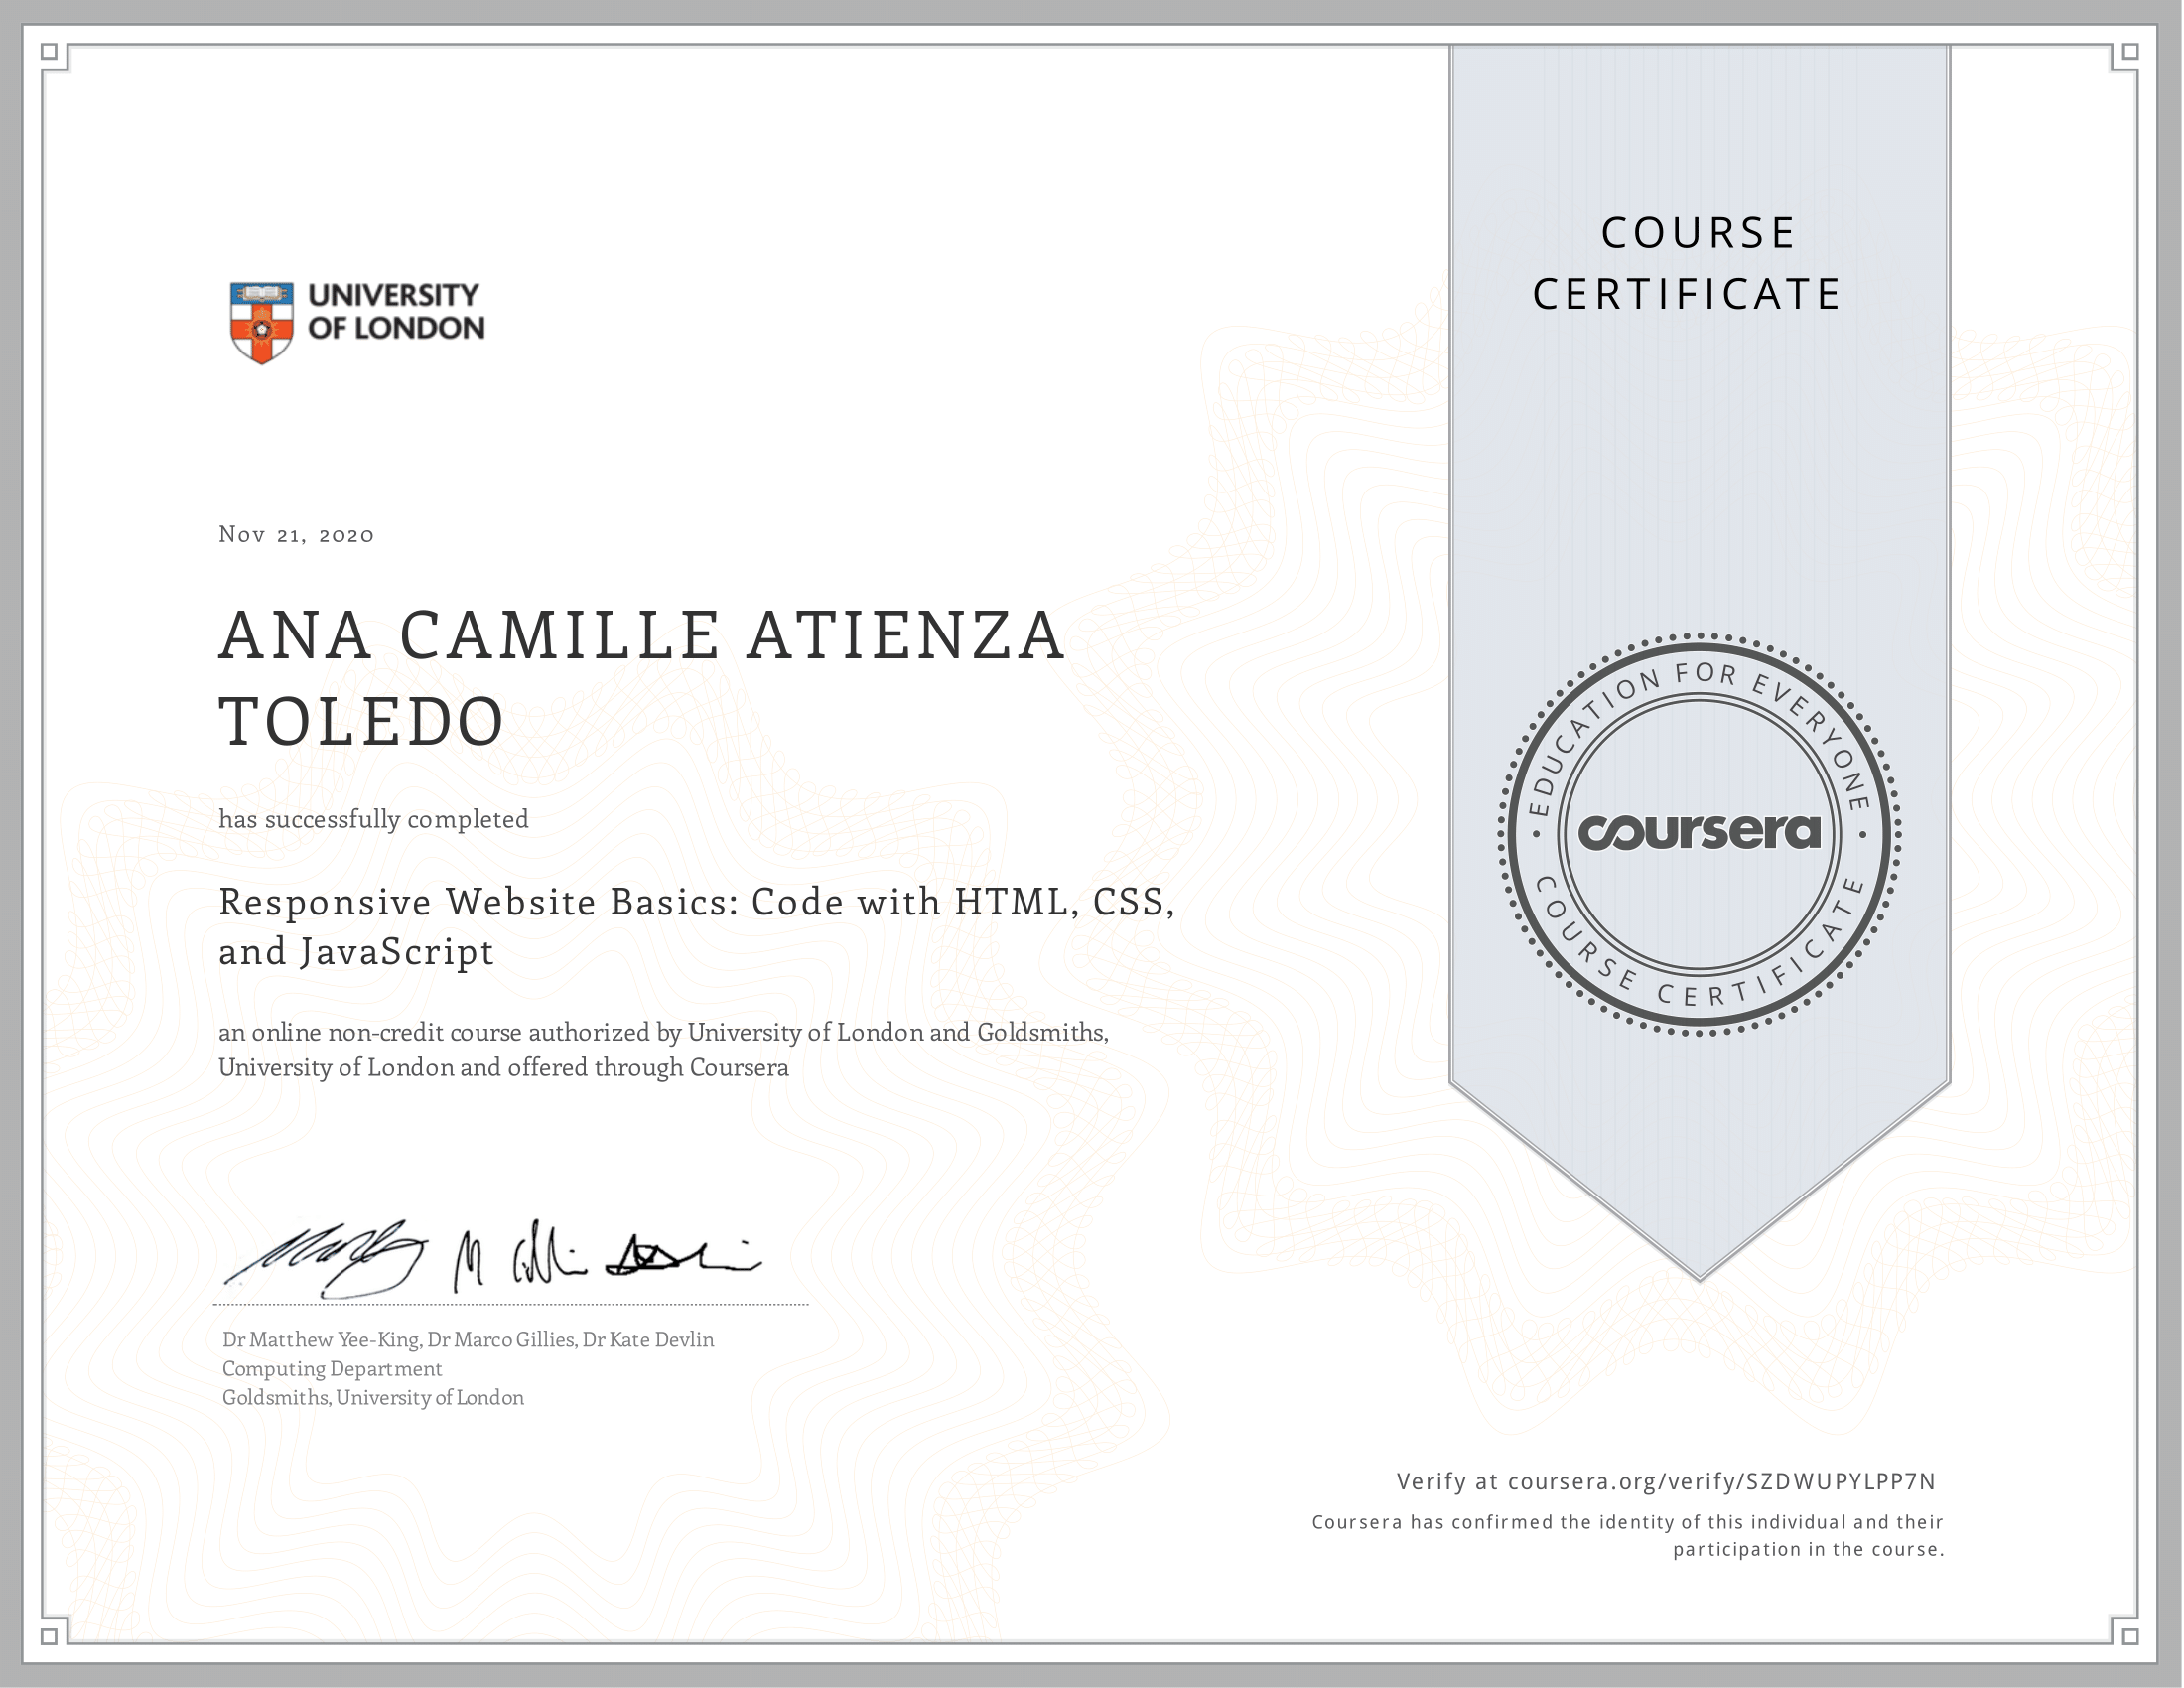 UNIVERSITY
OF LONDON
Nov 21, 2020
ANA CAMILLE ATIENZA
TOLEDO
has successfully completed
Responsive Website Basics: Code with HTML, CSS,
and JavaScript
an online non-credit course authorized by University of London and Goldsmiths,
University of London and offered through Coursera
Dr Matthew Yee-King, Dr Marco Gillies, Dr Kate Devlin
Computing Department
Goldsmiths, University of London
COURSE
CERTIFICATE
EDUCATION FOR EVERYONE
coursera
COURSE CERTIFICATE
Verify at coursera.org/verify/SZDWUPYLPP7N
Coursera has confirmed the identity of this individual and their
participation in the course.